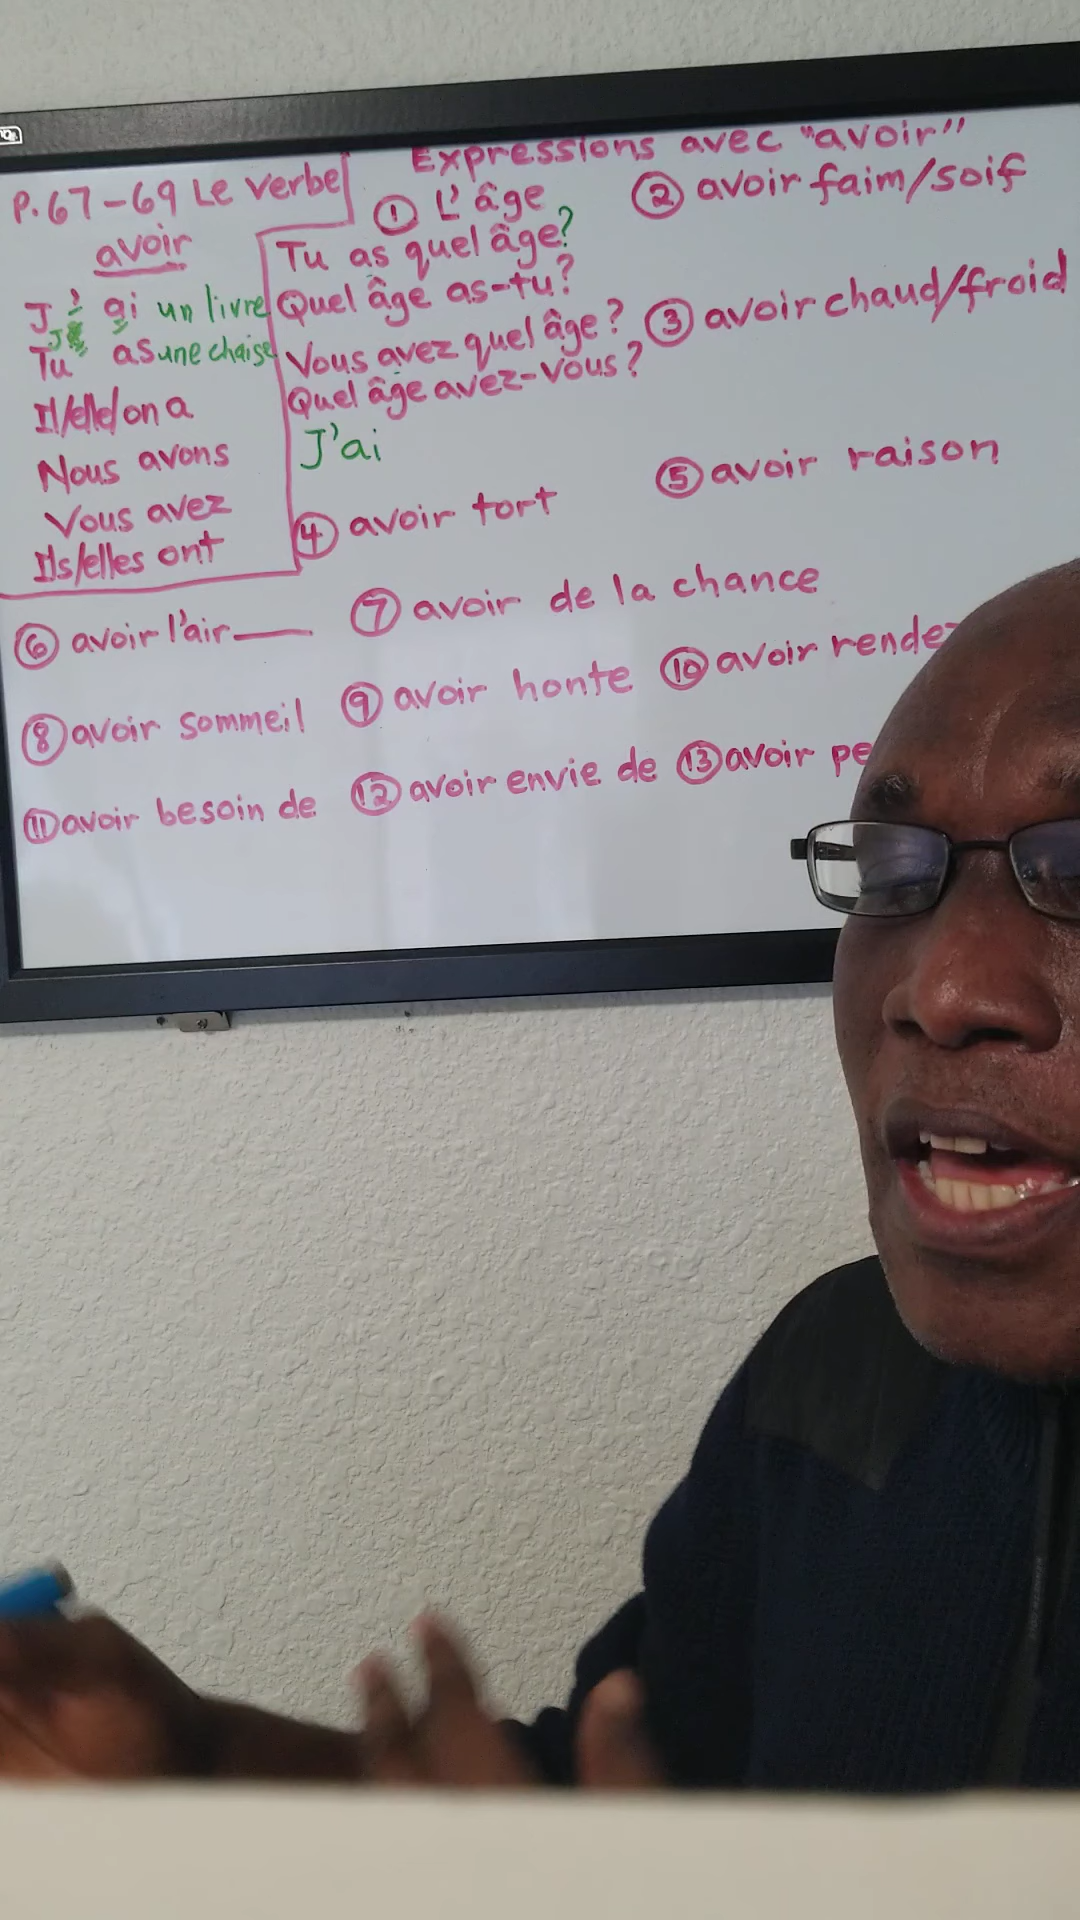 P.67-69 Le verbe
avoir
J'ai un livre
Je
Tu as une chaise
Il/elle/on a
Nous avons
Vous avez
Ils/elles ont
Expressions avec "avoir"
① L'âge
Tu as quel âge?
Quel âge as-tu?
Vous avez quel âge?
Quel âge avez-vous?
J'ai
② avoir faim/soif
③ avoir chaud/froid
④ avoir tort
⑤ avoir raison
⑥ avoir l'air ___
⑦ avoir de la chance
⑧ avoir sommeil
⑨ avoir honte
⑩ avoir
⑪ avoir besoin de
⑫ avoir envie de
⑬ avoir